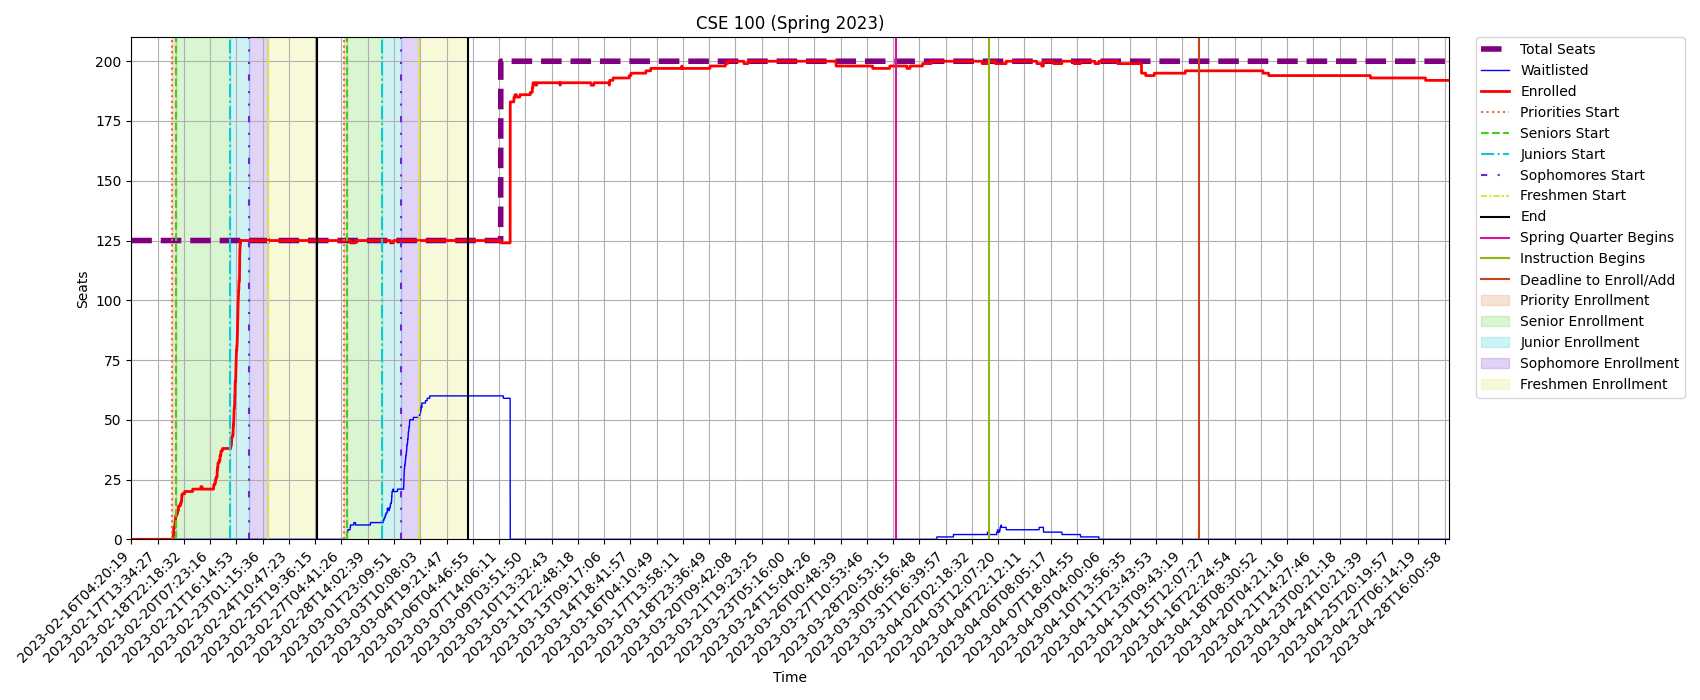 CSE 100 (Spring 2023)
Seats
200
175
150
125
100
75
50
25
0
2023-02-16T04:20:19
2023-02-17T13:34:27
2023-02-18T22:18:32
2023-02-20T07:23:16
2023-02-21T16:14:53
2023-02-23T01:15:36
2023-02-24T10:47:23
2023-02-25T19:36:15
2023-02-27T04:41:26
2023-02-28T14:02:39
2023-03-01T23:09:51
2023-03-03T10:08:03
2023-03-04T19:21:47
2023-03-06T04:46:55
2023-03-07T14:06:11
2023-03-09T03:51:50
2023-03-10T13:32:43
2023-03-11T22:48:18
2023-03-13T09:17:06
2023-03-14T18:41:57
2023-03-16T04:10:49
2023-03-17T13:58:11
2023-03-18T23:36:49
2023-03-20T09:42:08
2023-03-21T19:23:25
2023-03-23T05:16:00
2023-03-24T15:04:26
2023-03-26T00:48:39
2023-03-27T10:53:46
2023-03-28T20:53:15
2023-03-30T06:56:48
2023-03-31T16:39:57
2023-04-02T02:18:32
2023-04-03T12:07:20
2023-04-04T22:12:11
2023-04-06T08:05:17
2023-04-07T18:04:55
2023-04-09T04:00:06
2023-04-10T13:56:35
2023-04-11T23:43:53
2023-04-13T09:43:19
2023-04-15T12:07:27
2023-04-16T22:24:54
2023-04-18T08:30:52
2023-04-20T04:21:16
2023-04-21T14:27:46
2023-04-23T00:21:18
2023-04-24T10:21:39
2023-04-25T20:19:57
2023-04-27T06:14:19
2023-04-28T16:00:58
Time
Total Seats
Waitlisted
Enrolled
Priorities Start
Seniors Start
Juniors Start
Sophomores Start
Freshmen Start
End
Spring Quarter Begins
Instruction Begins
Deadline to Enroll/Add
Priority Enrollment
Senior Enrollment
Junior Enrollment
Sophomore Enrollment
Freshmen Enrollment